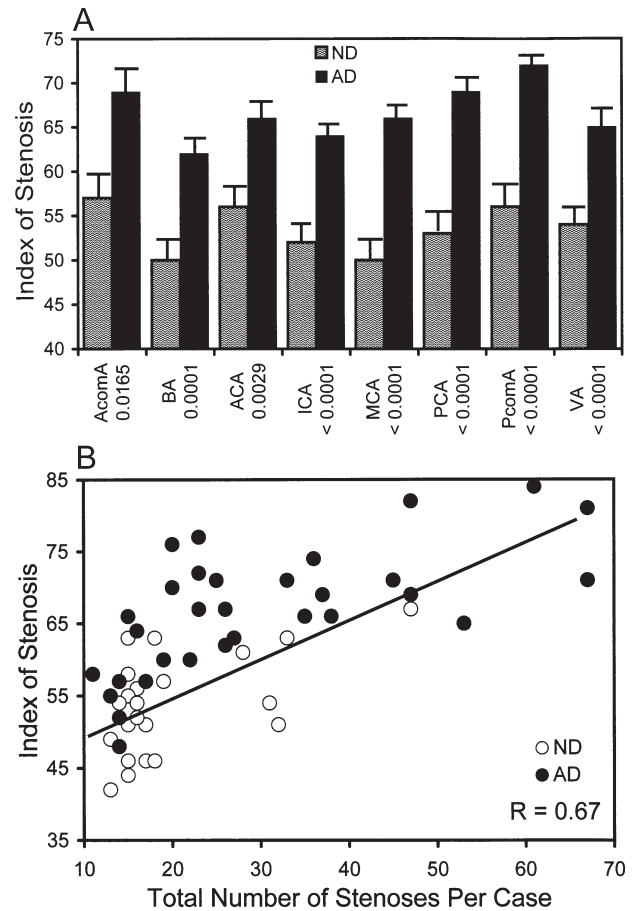 A
75
70
65
60
55
50
45
40
Index of Stenosis
ND
AD
AcomA
0.0165
BA
0.0001
ACA
0.0029
ICA
< 0.0001
MCA
< 0.0001
PCA
< 0.0001
PcomA
< 0.0001
VA
< 0.0001
B
85
75
65
55
45
35
Index of Stenosis
ND
AD
R = 0.67
10 20 30 40 50 60 70
Total Number of Stenoses Per Case